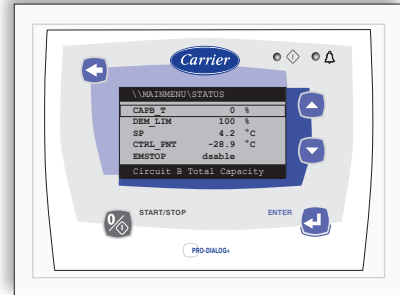 Carrier
\\MAINMENU\STATUS
CAPB_T 0 %
DEM_LIM 100 %
SP 4.2 °C
CTRL_PNT -28.9 °C
EMSTOP dsable
Circuit B Total Capacity
START/STOP
ENTER
PRO-DIALOG+